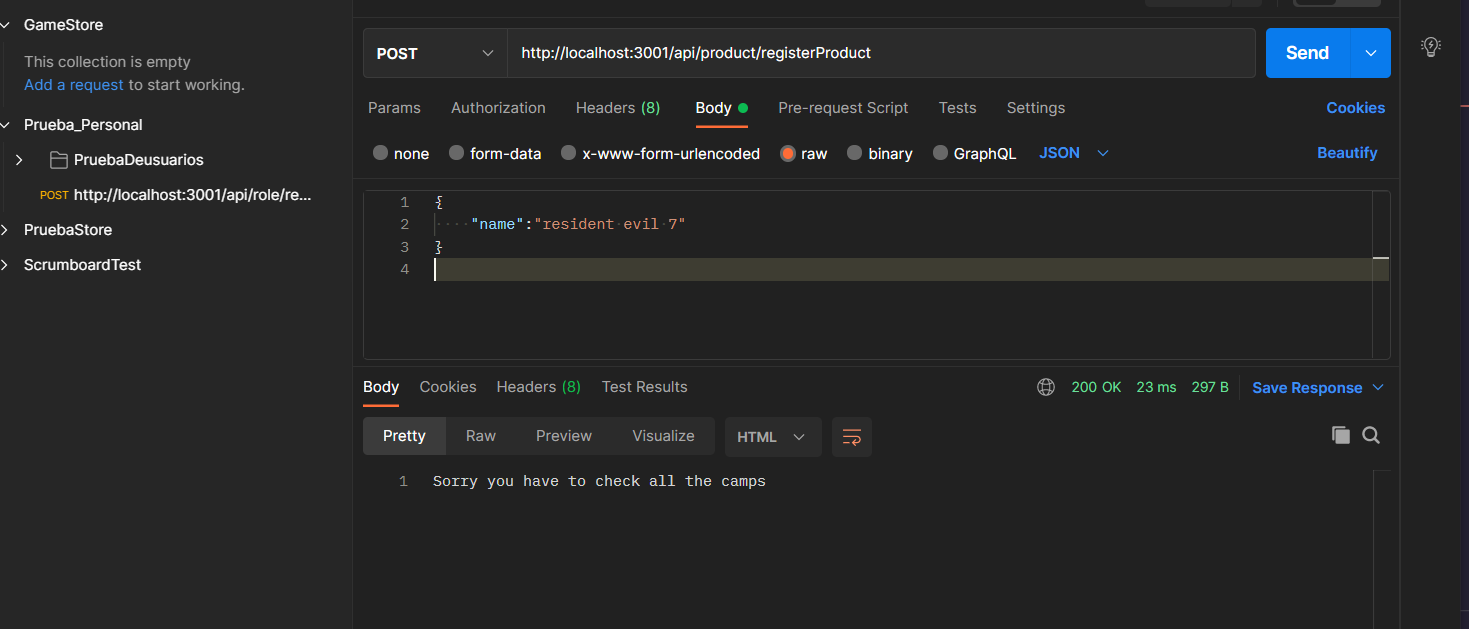 GameStore
This collection is empty
Add a request to start working.
Prueba_Personal
PruebaDeusuarios
POST http://localhost:3001/api/role/re...
PruebaStore
ScrumboardTest
POST http://localhost:3001/api/product/registerProduct Send
Params Authorization Headers (8) Body Pre-request Script Tests Settings Cookies
none form-data x-www-form-urlencoded raw binary GraphQL JSON Beautify
1 {
2 ····"name":"resident·evil·7"
3 }
4
Body Cookies Headers (8) Test Results 200 OK 23 ms 297 B Save Response
Pretty Raw Preview Visualize HTML
1 Sorry you have to check all the camps